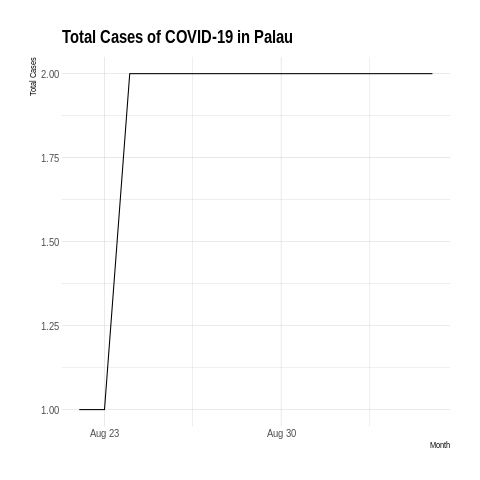 Total Cases of COVID-19 in Palau
Total Cases
2.00
1.75
1.50
1.25
1.00
Aug 23
Aug 30
Month